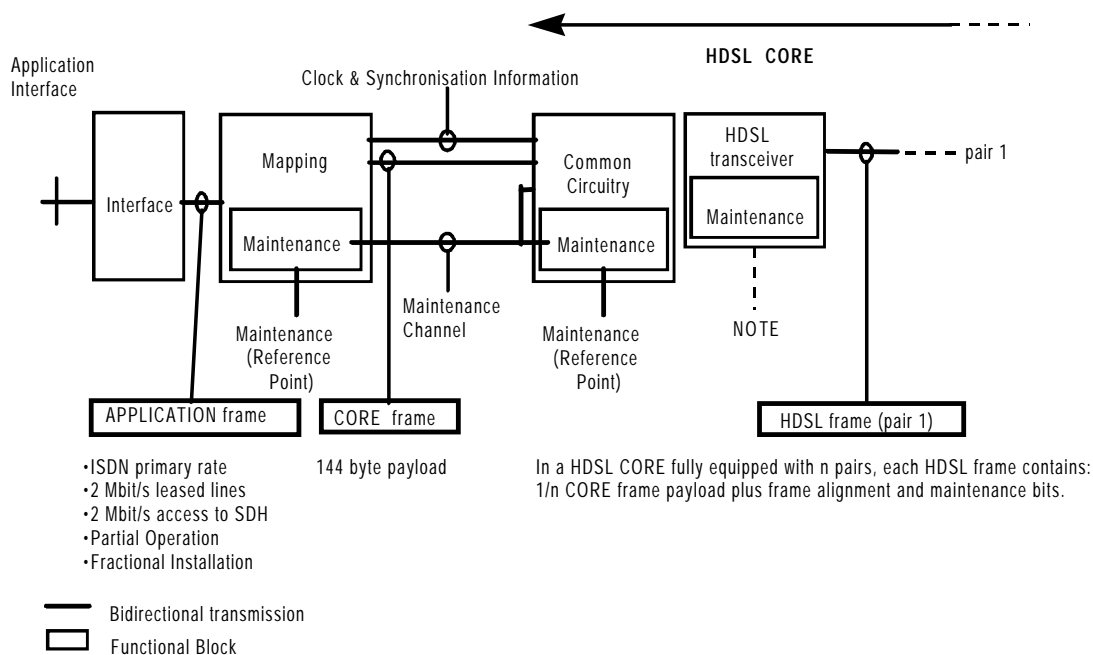 HDSL CORE
Application
Interface
Clock & Synchronisation Information
Interface
Mapping
Maintenance
Common
Circuitry
Maintenance
HDSL
transceiver
Maintenance
pair 1
Maintenance
(Reference
Point)
Maintenance
Channel
Maintenance
(Reference
Point)
NOTE
APPLICATION frame
CORE frame
HDSL frame (pair 1)
•ISDN primary rate
•2 Mbit/s leased lines
•2 Mbit/s access to SDH
•Partial Operation
•Fractional Installation
144 byte payload
In a HDSL CORE fully equipped with n pairs, each HDSL frame contains:
1/n CORE frame payload plus frame alignment and maintenance bits.
Bidirectional transmission
Functional Block